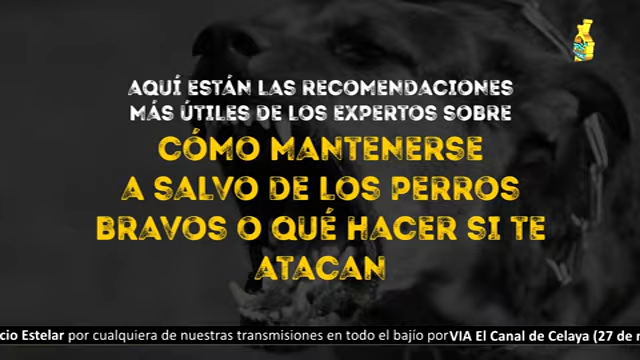 AQUÍ ESTÁN LAS RECOMENDACIONES
MÁS ÚTILES DE LOS EXPERTOS SOBRE
CÓMO MANTENERSE
A SALVO DE LOS PERROS
BRAVOS O QUÉ HACER SI TE
ATACAN
cio Estelar por cualquiera de nuestras transmisiones en todo el bajío por VIA El Canal de Celaya (27 de